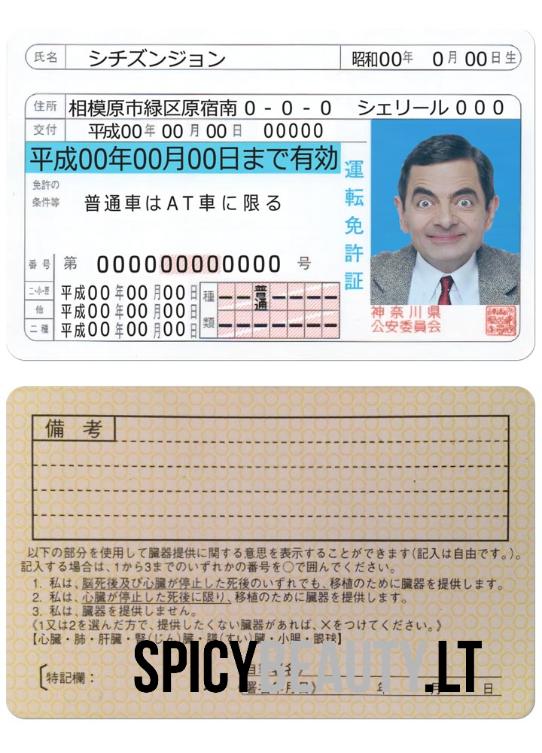 氏名 シチズンジョン 昭和00年 0月00日生
住所 相模原市緑区原宿南0-0-0 シェリール000
交付 平成00年00月00日 00000
平成00年00月00日まで有効
免許の
条件等
普通車はAT車に限る
運転免許証
番号 第 000000000000 号
二・小・原 平成00年00月00日
他 平成00年00月00日
二種 平成00年00月00日
種類 普通
神奈川県
公安委員会
備考
以下の部分を使用して臓器提供に関する意思を表示することができます(記入は自由です。)。
記入する場合は、1から3までのいずれかの番号を○で囲んでください。
1. 私は、脳死後及び心臓が停止した死後のいずれでも、移植のために臓器を提供します。
2. 私は、心臓が停止した死後に限り、移植のために臓器を提供します。
3. 私は、臓器を提供しません。
《1又は2を選んだ方で、提供したくない臓器があれば、×をつけてください。》
【心臓・肺・肝臓・腎(じん)臓・膵(すい)臓・小腸・眼球】
特記欄:
年 月 日
SPICYBEAUTY.LT